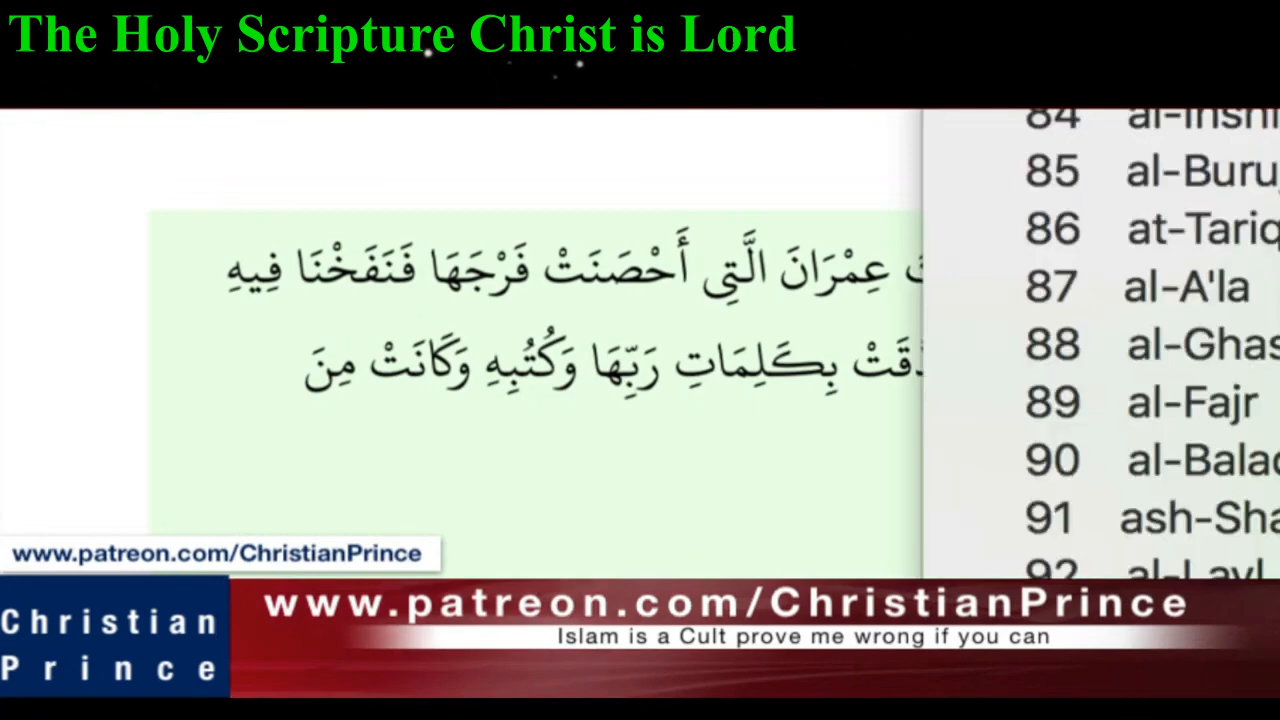 The Holy Scripture Christ is Lord
عِمْرَانَ الَّتِي أَحْصَنَتْ فَرْجَهَا فَنَفَخْنَا فِيهِ
بِكَلِمَاتِ رَبِّهَا وَكُتُبِهِ وَكَانَتْ مِنَ
85 al-Buru
86 at-Tariq
87 al-A'la
88 al-Ghas
89 al-Fajr
90 al-Balad
91 ash-Sha
www.patreon.com/ChristianPrince
Christian
Prince
www.patreon.com/ChristianPrince
Islam is a Cult prove me wrong if you can